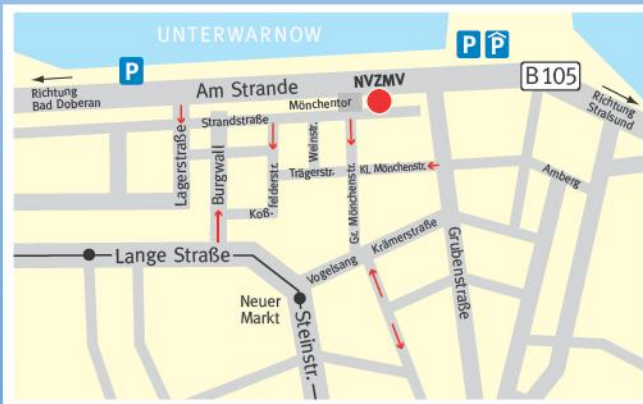 UNTERWARNOW
P
P
P
NVZMV
B 105
Richtung
Bad Doberan
Am Strande
Mönchentor
Richtung
Stralsund
Strandstraße
Lagerstraße
Burgwall
Koß-
felderstr.
Weinstr.
Trägerstr.
Gr. Mönchenstr.
Kl. Mönchenstr.
Amberg
Lange Straße
Vogelsang
Krämerstraße
Grubenstraße
Neuer
Markt
Steinstr.